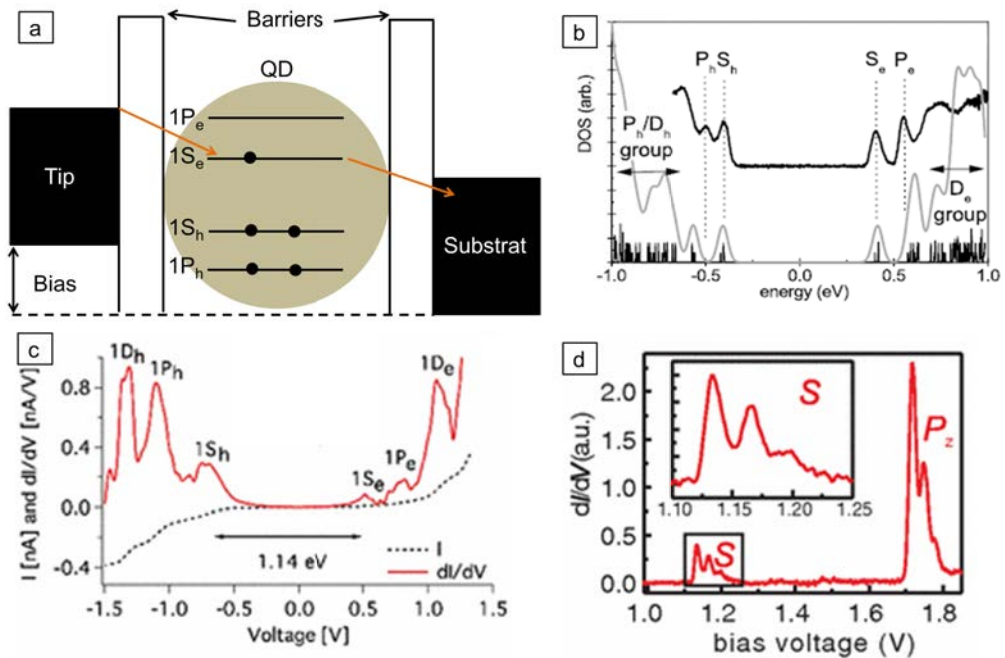 a
Barriers
QD
1Pe
1Se
1Sh
1Ph
Tip
Bias
Substrat
b
DOS (arb.)
Ph Sh
Se Pe
Ph/Dh
group
De
group
-1.0 -0.5 0.0 0.5 1.0
energy (eV)
c
I [nA] and dI/dV [nA/V]
0.8
0.4
0.0
-0.4
1Dh
1Ph
1Sh
1Se
1Pe
1De
1.14 eV
I
dI/dV
-1.5 -1.0 -0.5 0.0 0.5 1.0 1.5
Voltage [V]
d
dI/dV(a.u.)
2.0
1.5
1.0
0.5
0.0
S
1.10 1.15 1.20 1.25
Pz
S
1.0 1.2 1.4 1.6 1.8
bias voltage (V)